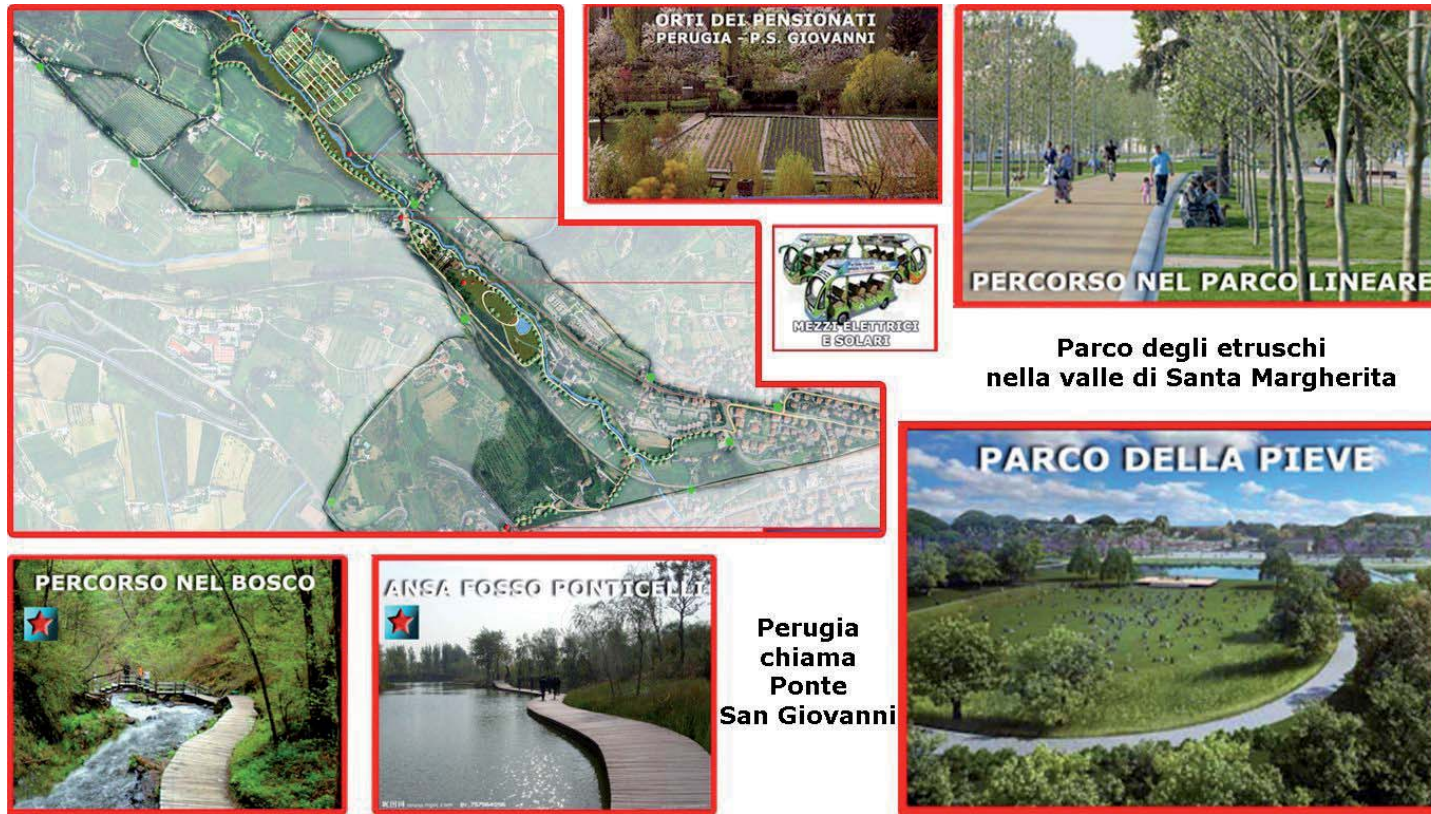 ORTI DEI PENSIONATI
PERUGIA - P.S. GIOVANNI
PERCORSO NEL PARCO LINEARE
MEZZI ELETTRICI
E SOLARI
Parco degli etruschi
nella valle di Santa Margherita
PARCO DELLA PIEVE
PERCORSO NEL BOSCO
ANSA FOSSO PONTICELLI
Perugia
chiama
Ponte
San Giovanni